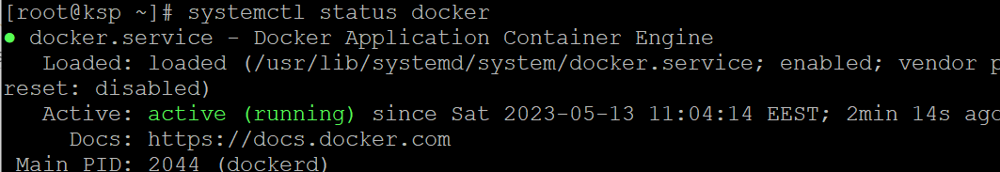 [root@ksp ~]# systemctl status docker
● docker.service - Docker Application Container Engine
Loaded: loaded (/usr/lib/systemd/system/docker.service; enabled; vendor p
reset: disabled)
Active: active (running) since Sat 2023-05-13 11:04:14 EEST; 2min 14s ago
Docs: https://docs.docker.com
Main PID: 2044 (dockerd)